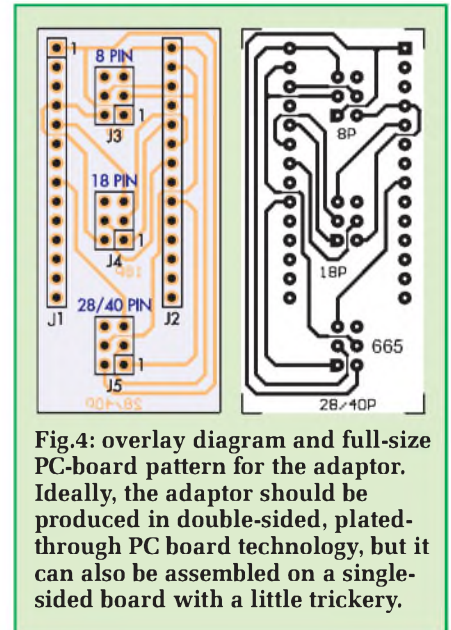 1
8 PIN
1
J3
18 PIN
1
J4
18P
28/40 PIN
J1
J2
1
J5
28/40P
8P
18P
665
28/40P
Fig.4: overlay diagram and full-size
PC-board pattern for the adaptor.
Ideally, the adaptor should be
produced in double-sided, plated-
through PC board technology, but it
can also be assembled on a single-
sided board with a little trickery.